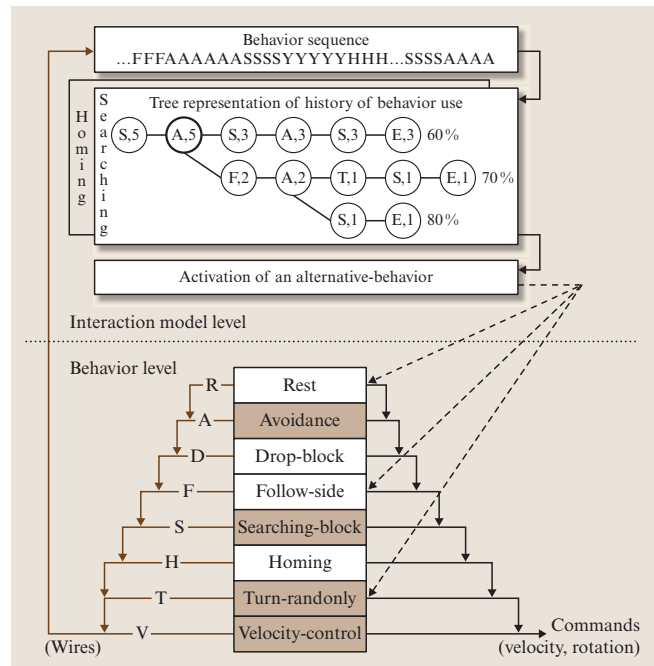 Behavior sequence
...FFFAAAAAASSSSYYYYYHHH...SSSSAAAA
Homing
Searching
Tree representation of history of behavior use
S,5 A,5 S,3 A,3 S,3 E,3 60%
F,2 A,2 T,1 S,1 E,1 70%
S,1 E,1 80%
Activation of an alternative-behavior
Interaction model level
Behavior level
R Rest
A Avoidance
D Drop-block
F Follow-side
S Searching-block
H Homing
T Turn-randonly
V Velocity-control
(Wires)
Commands
(velocity, rotation)